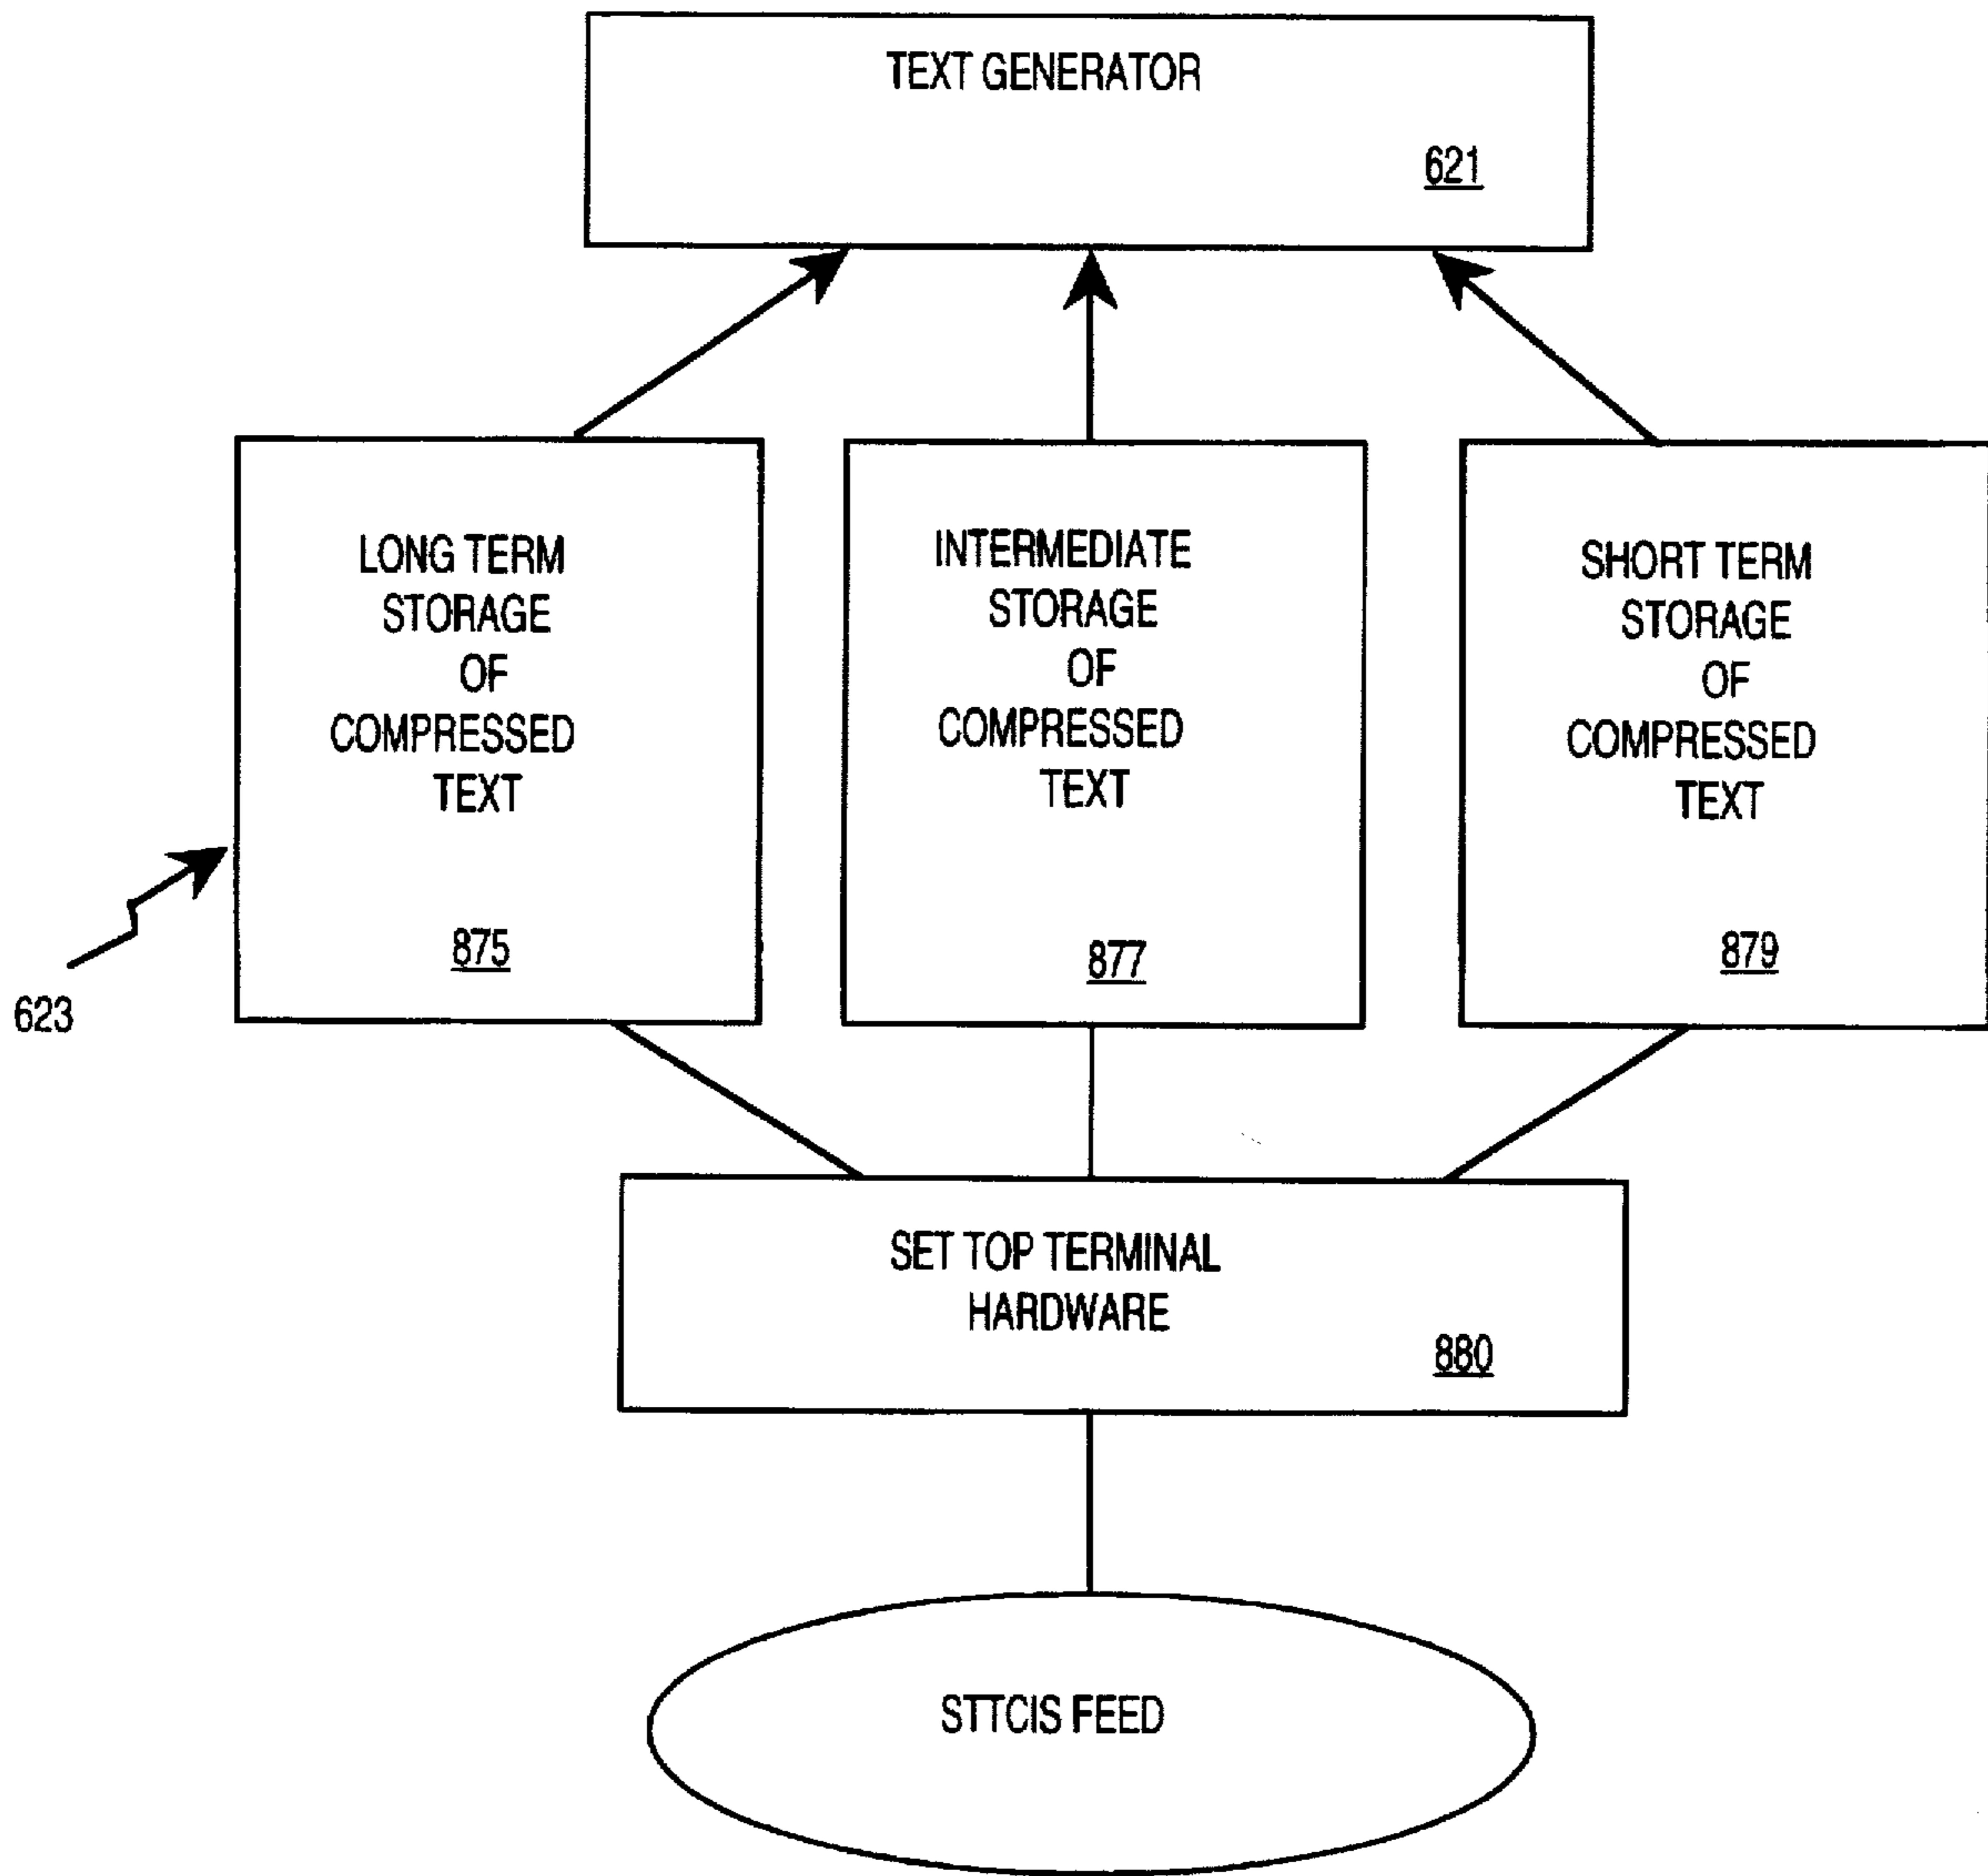 TEXT GENERATOR
621
LONG TERM
STORAGE
OF
COMPRESSED
TEXT
875
INTERMEDIATE
STORAGE
OF
COMPRESSED
TEXT
877
SHORT TERM
STORAGE
OF
COMPRESSED
TEXT
879
623
SET TOP TERMINAL
HARDWARE
880
STTCIS FEED